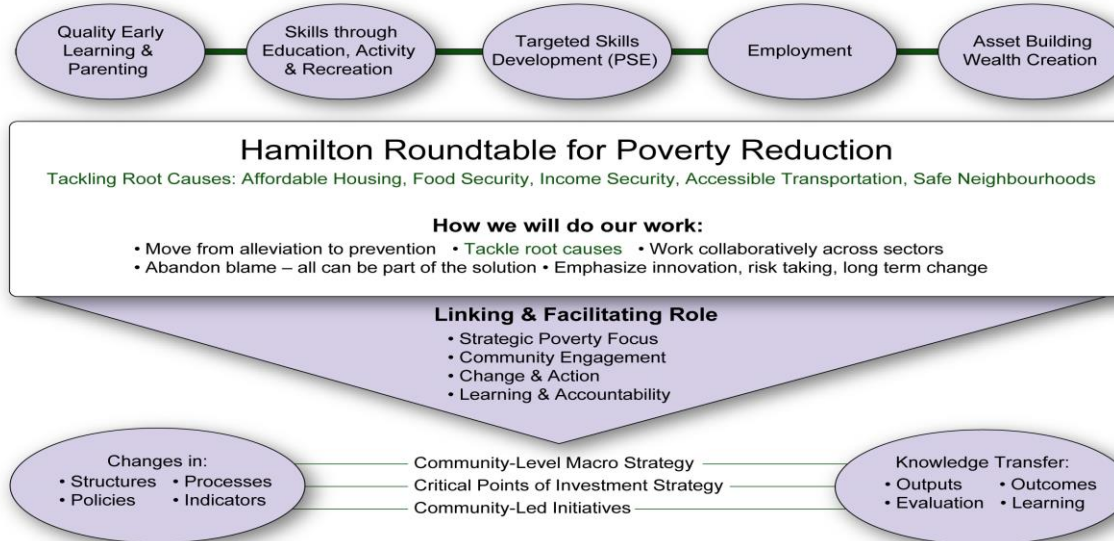 Quality Early
Learning &
Parenting
Skills through
Education, Activity
& Recreation
Targeted Skills
Development (PSE)
Employment
Asset Building
Wealth Creation
Hamilton Roundtable for Poverty Reduction
Tackling Root Causes: Affordable Housing, Food Security, Income Security, Accessible Transportation, Safe Neighbourhoods
How we will do our work:
• Move from alleviation to prevention • Tackle root causes • Work collaboratively across sectors
• Abandon blame – all can be part of the solution • Emphasize innovation, risk taking, long term change
Linking & Facilitating Role
• Strategic Poverty Focus
• Community Engagement
• Change & Action
• Learning & Accountability
Changes in:
• Structures • Processes
• Policies • Indicators
Community-Level Macro Strategy
Critical Points of Investment Strategy
Community-Led Initiatives
Knowledge Transfer:
• Outputs • Outcomes
• Evaluation • Learning